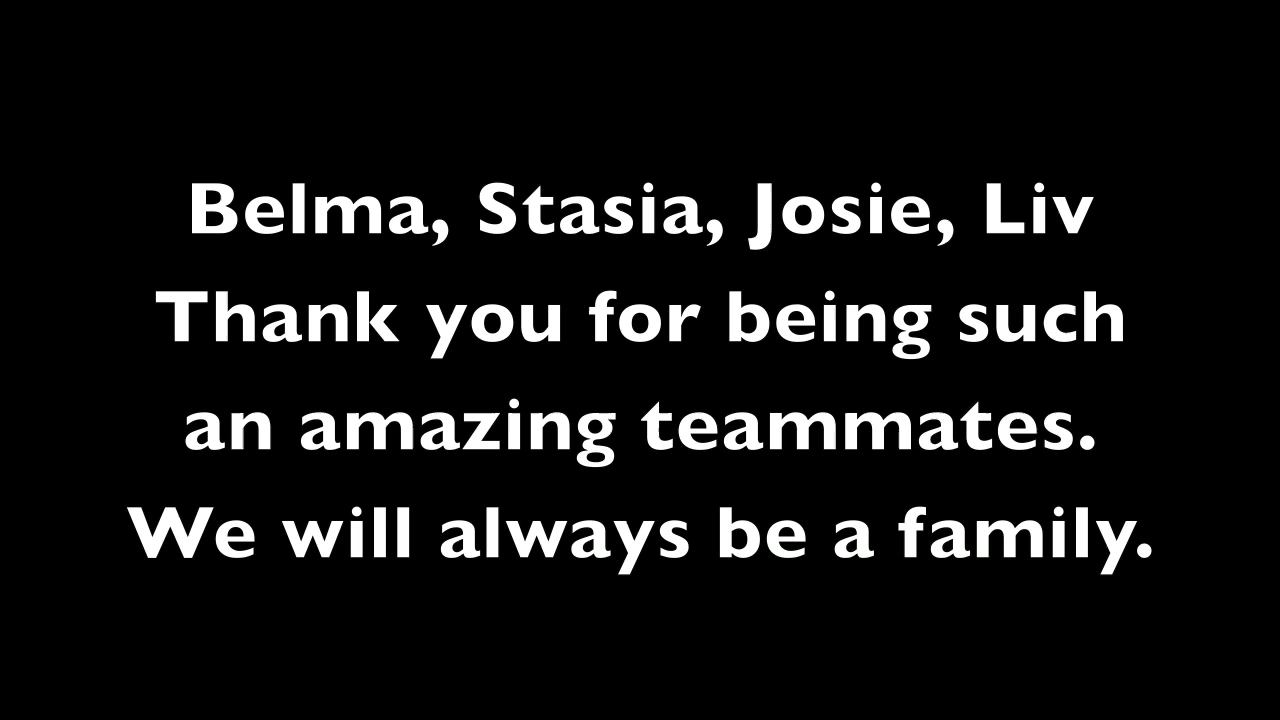 Belma, Stasia, Josie, Liv
Thank you for being such
an amazing teammates.
We will always be a family.